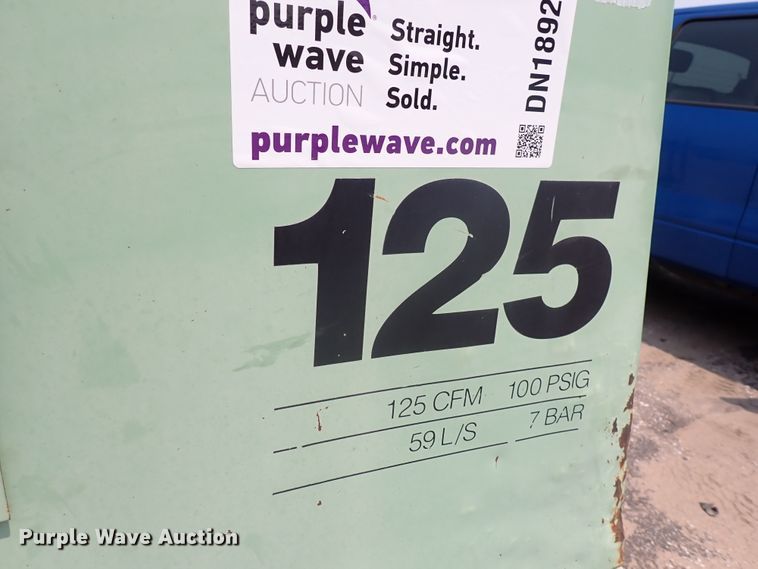 purple
wave
AUCTION
Straight.
Simple.
Sold.
DN1892
purplewave.com
125
125 CFM 100 PSIG
59 L/S 7 BAR
Purple Wave Auction